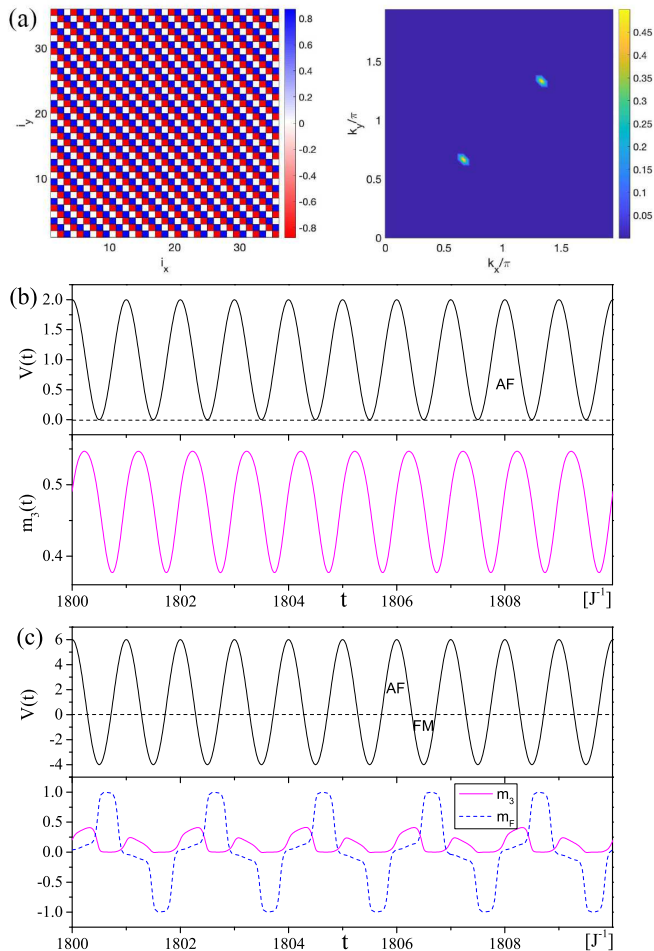 (a)
0.8
0.6
0.4
0.2
0
-0.2
-0.4
-0.6
-0.8
30
20
10
i_y
10 20 30
i_x
1.5
1
0.5
0
k_y/π
0 0.5 1 1.5
k_x/π
0.45
0.4
0.35
0.3
0.25
0.2
0.15
0.1
0.05
(b)
2.0
1.5
1.0
0.5
0.0
V(t)
AF
0.5
0.4
m_3(t)
1800 1802 1804 1806 1808
t [J^-1]
(c)
6
4
2
0
-2
-4
V(t)
AF
FM
1.0
0.5
0.0
-0.5
-1.0
m_3
m_F
1800 1802 1804 1806 1808
t [J^-1]